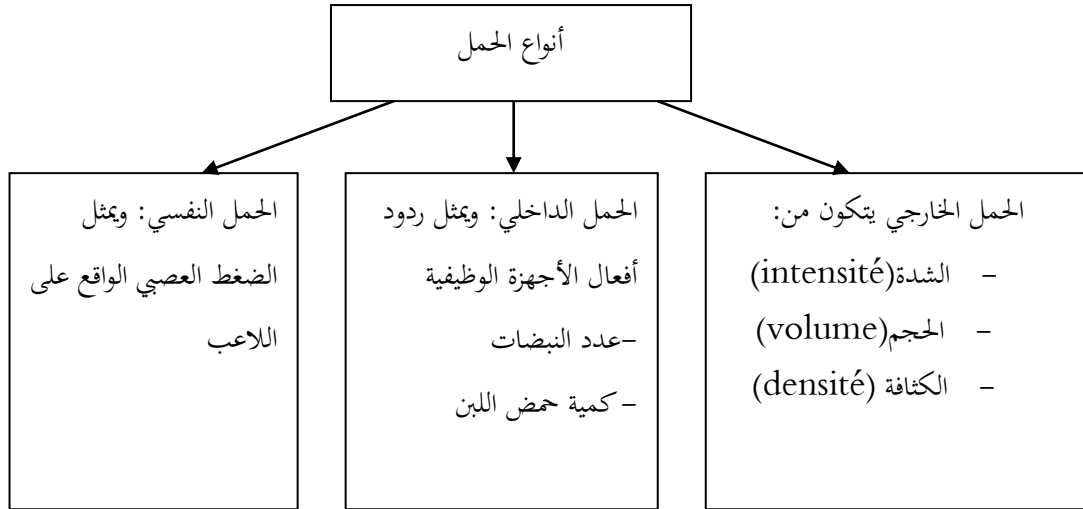 أنواع الحمل
الحمل الخارجي يتكون من:
- الشدة(intensité)
- الحجم(volume)
- الكثافة (densité)
الحمل الداخلي: ويمثل ردود
أفعال الأجهزة الوظيفية
-عدد النبضات
- كمية حمض اللبن
الحمل النفسي: ويمثل
الضغط العصبي الواقع على
اللاعب